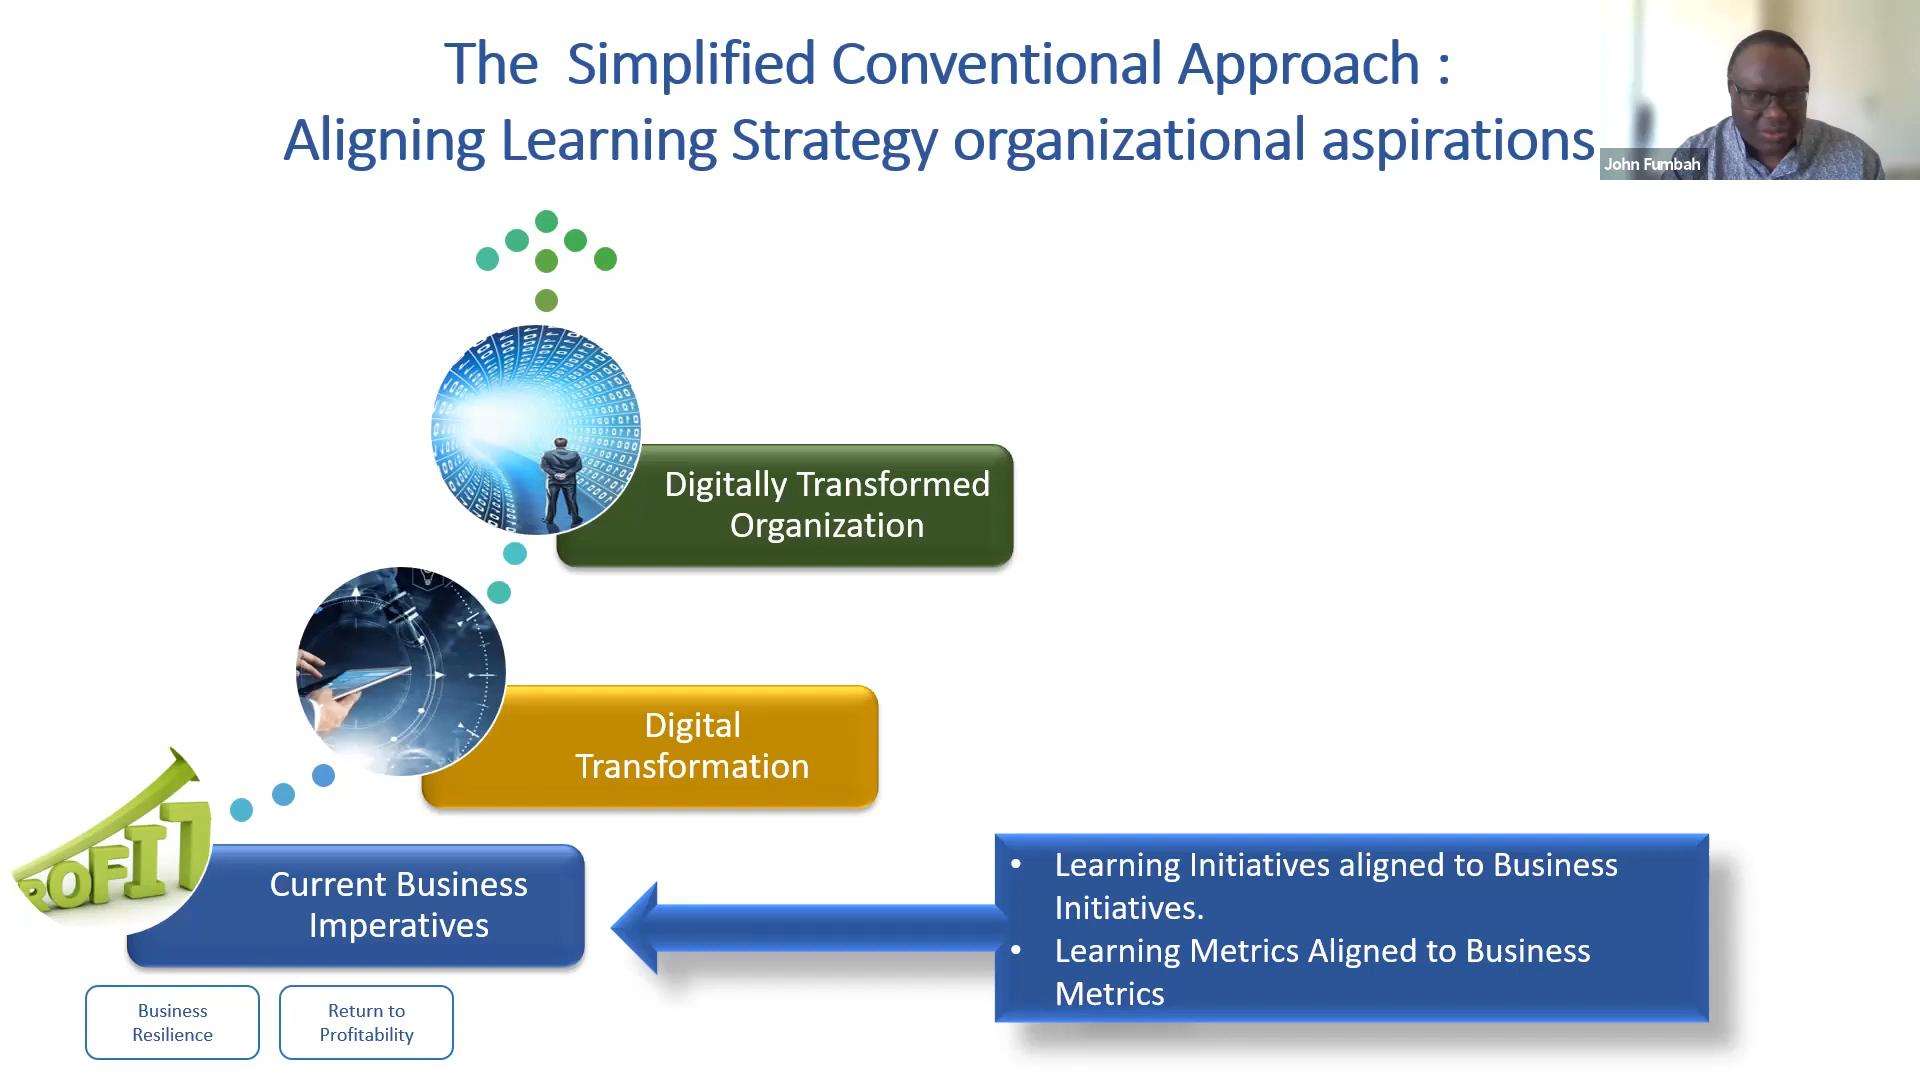 The  Simplified Conventional Approach :
Aligning Learning Strategy organizational aspirations
John Fumbah
Digitally Transformed
Organization
Digital
Transformation
ROFIT
Current Business
Imperatives
• Learning Initiatives aligned to Business
Initiatives.
• Learning Metrics Aligned to Business
Metrics
Business
Resilience
Return to
Profitability